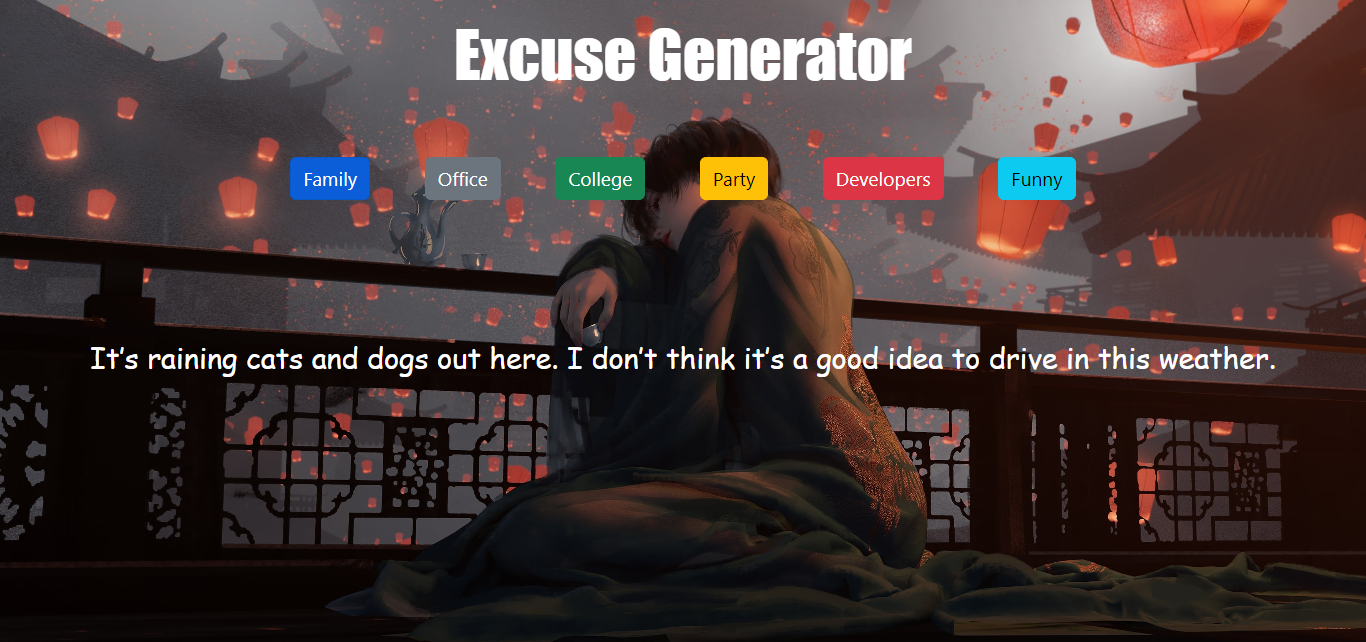 Excuse Generator
Family Office College Party Developers Funny
It's raining cats and dogs out here. I don't think it's a good idea to drive in this weather.